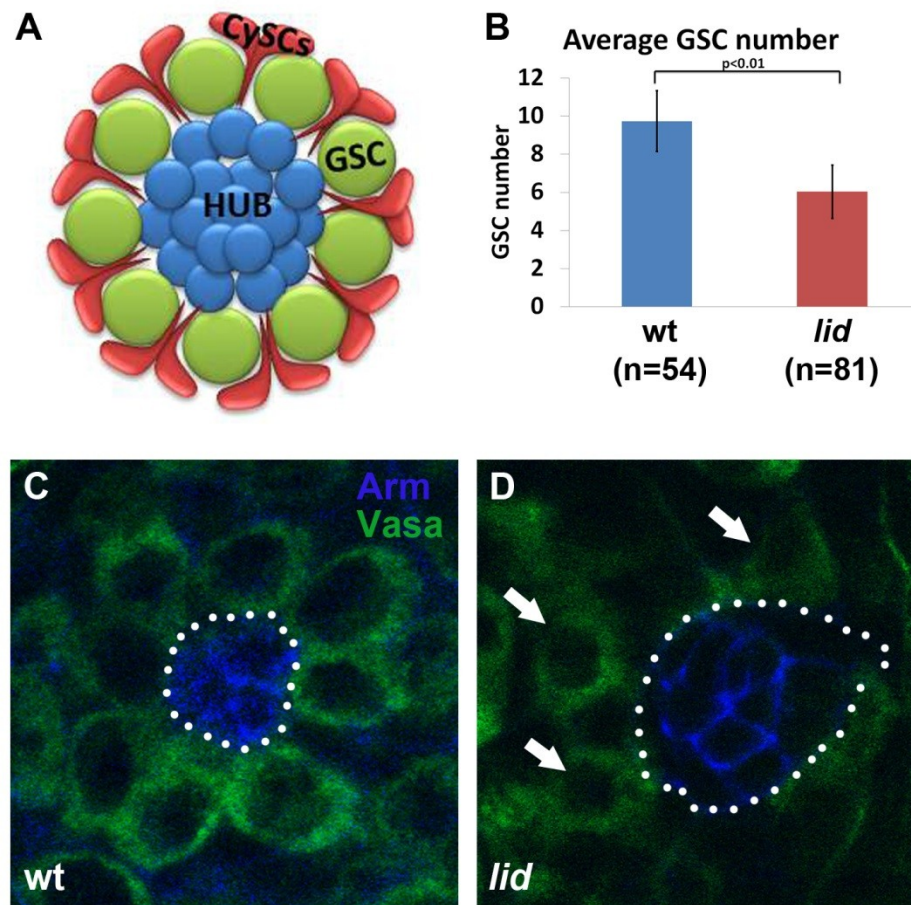 A
CySCs
GSC
HUB
B
Average GSC number
p<0.01
GSC number
12
10
8
6
4
2
0
wt
(n=54)
lid
(n=81)
C
Arm
Vasa
wt
D
lid